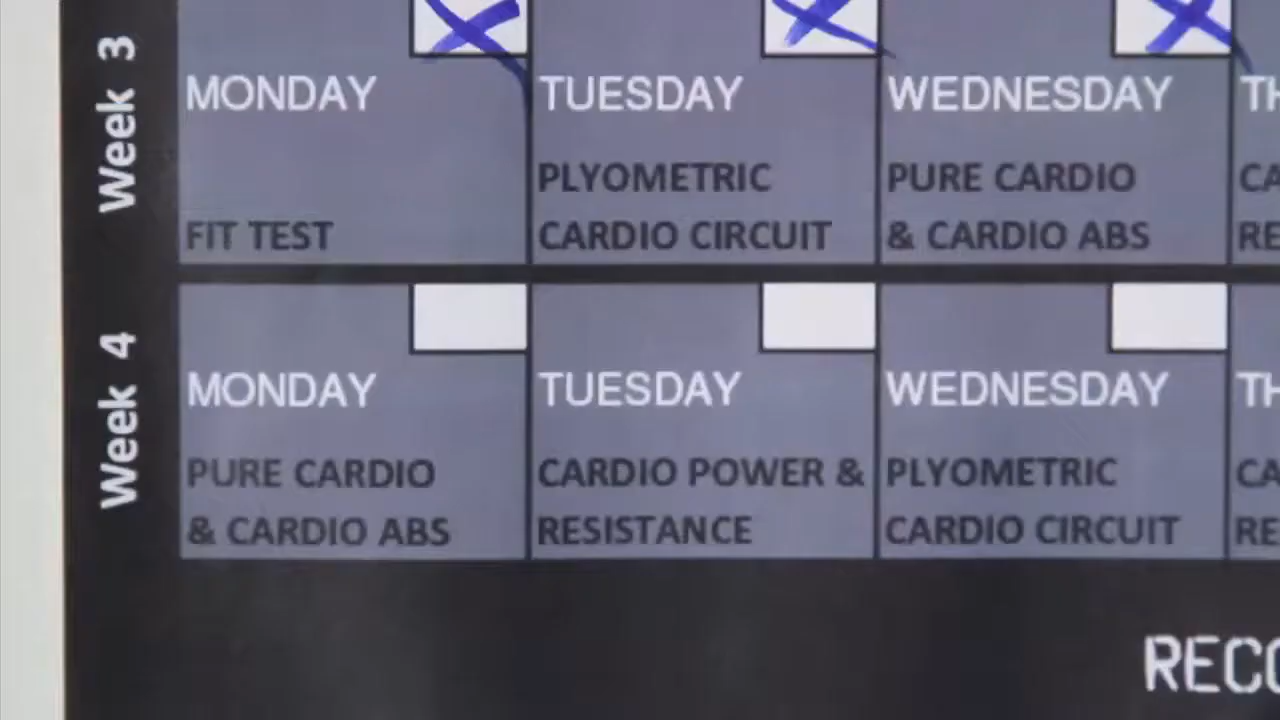 Week 3
MONDAY
FIT TEST
TUESDAY
PLYOMETRIC
CARDIO CIRCUIT
WEDNESDAY
PURE CARDIO
& CARDIO ABS
Week 4
MONDAY
PURE CARDIO
& CARDIO ABS
TUESDAY
CARDIO POWER &
RESISTANCE
WEDNESDAY
PLYOMETRIC
CARDIO CIRCUIT